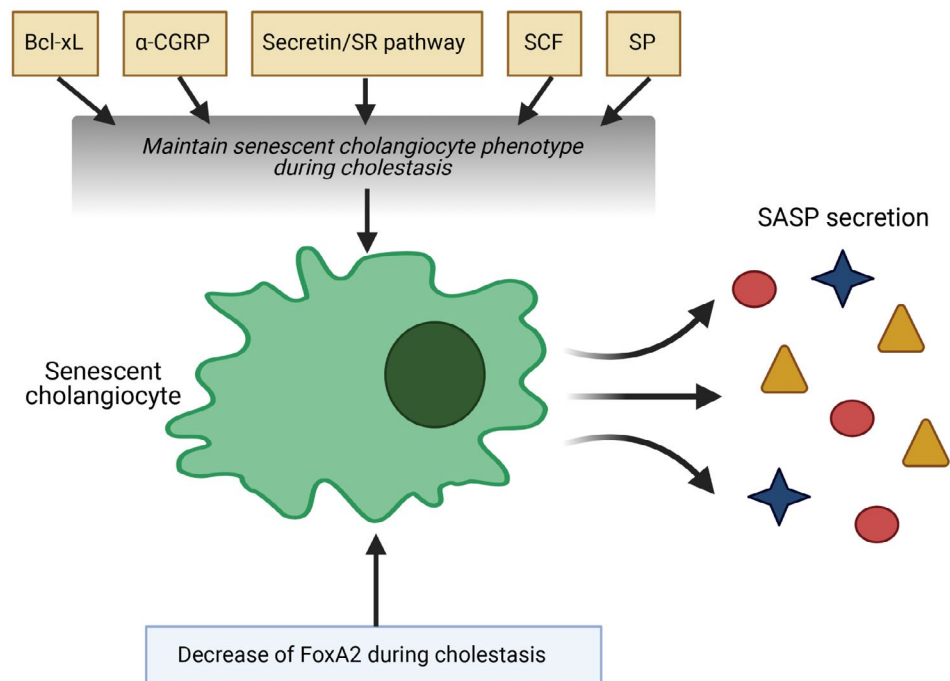 Bcl-xL
α-CGRP
Secretin/SR pathway
SCF
SP
Maintain senescent cholangiocyte phenotype
during cholestasis
SASP secretion
Senescent
cholangiocyte
Decrease of FoxA2 during cholestasis